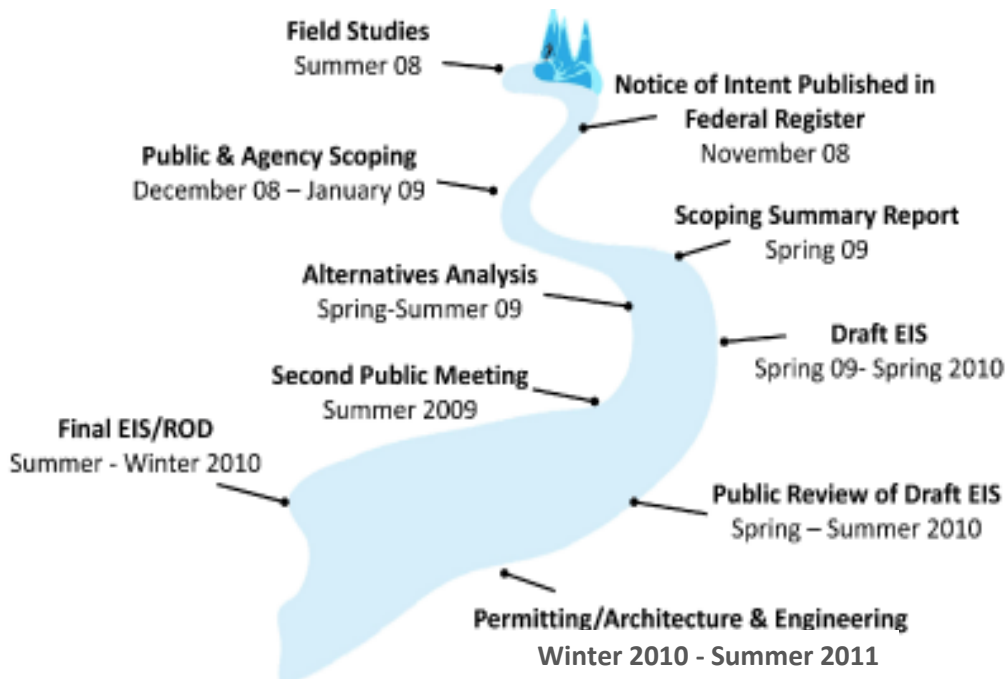 Field Studies
Summer 08
Notice of Intent Published in
Federal Register
November 08
Public & Agency Scoping
December 08 – January 09
Scoping Summary Report
Spring 09
Alternatives Analysis
Spring-Summer 09
Draft EIS
Spring 09- Spring 2010
Second Public Meeting
Summer 2009
Final EIS/ROD
Summer - Winter 2010
Public Review of Draft EIS
Spring – Summer 2010
Permitting/Architecture & Engineering
Winter 2010 - Summer 2011